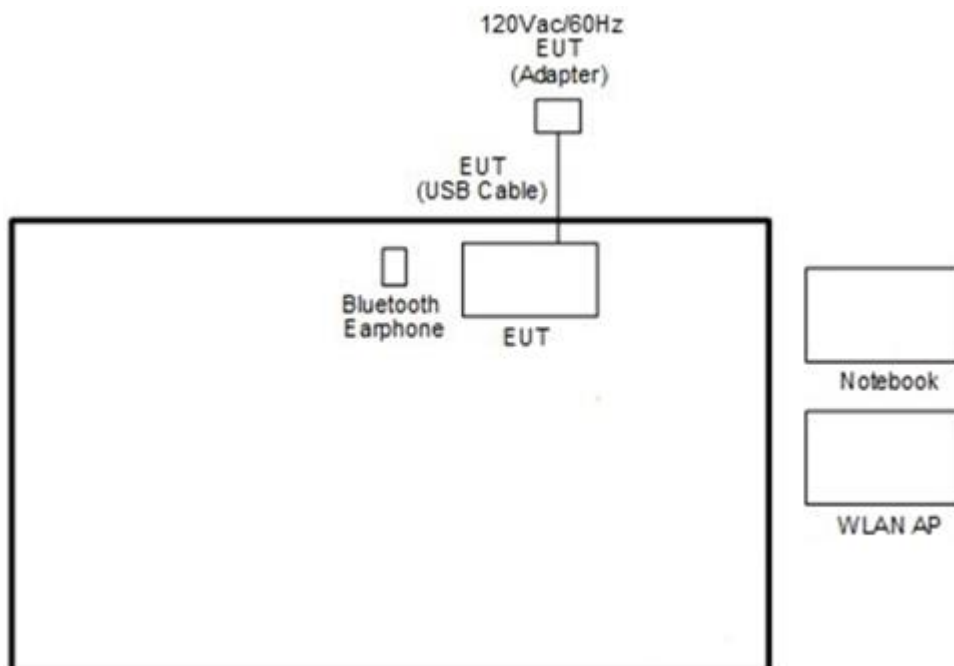 120Vac/60Hz
EUT
(Adapter)
EUT
(USB Cable)
Bluetooth
Earphone
EUT
Notebook
WLAN AP